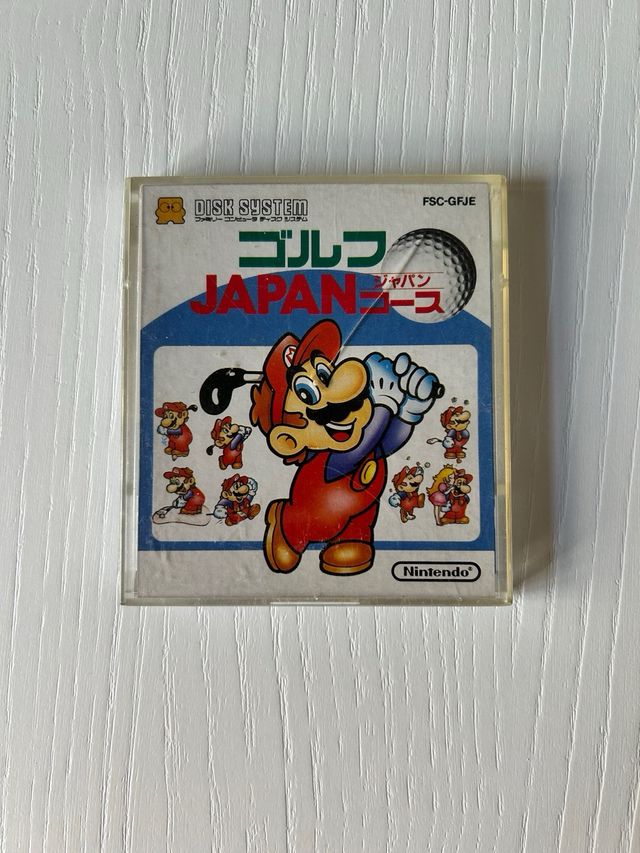 DISK SYSTEM
ファミリー コンピュータ ディスク システム
FSC-GFJE
ゴルフ
JAPANコース
ジャパン
M
Nintendo®